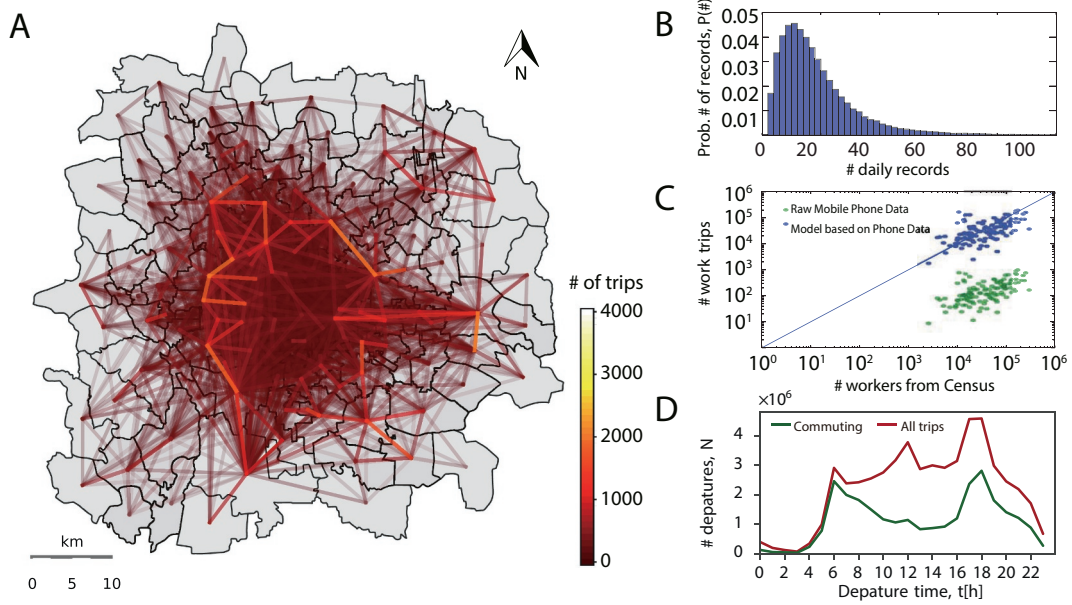 A
N
# of trips
4000
3000
2000
1000
0
km
0 5 10
B
Prob. # of records, P(#)
0.05
0.04
0.03
0.02
0.01
0 20 40 60 80 100
# daily records
C
# work trips
10^6
10^5
10^4
10^3
10^2
10^1
Raw Mobile Phone Data
Model based on Phone Data
10^0 10^1 10^2 10^3 10^4 10^5 10^6
# workers from Census
D
×10^6
# depatures, N
4
3
2
1
0
Commuting All trips
0 2 4 6 8 10 12 14 16 18 20 22
Depature time, t[h]